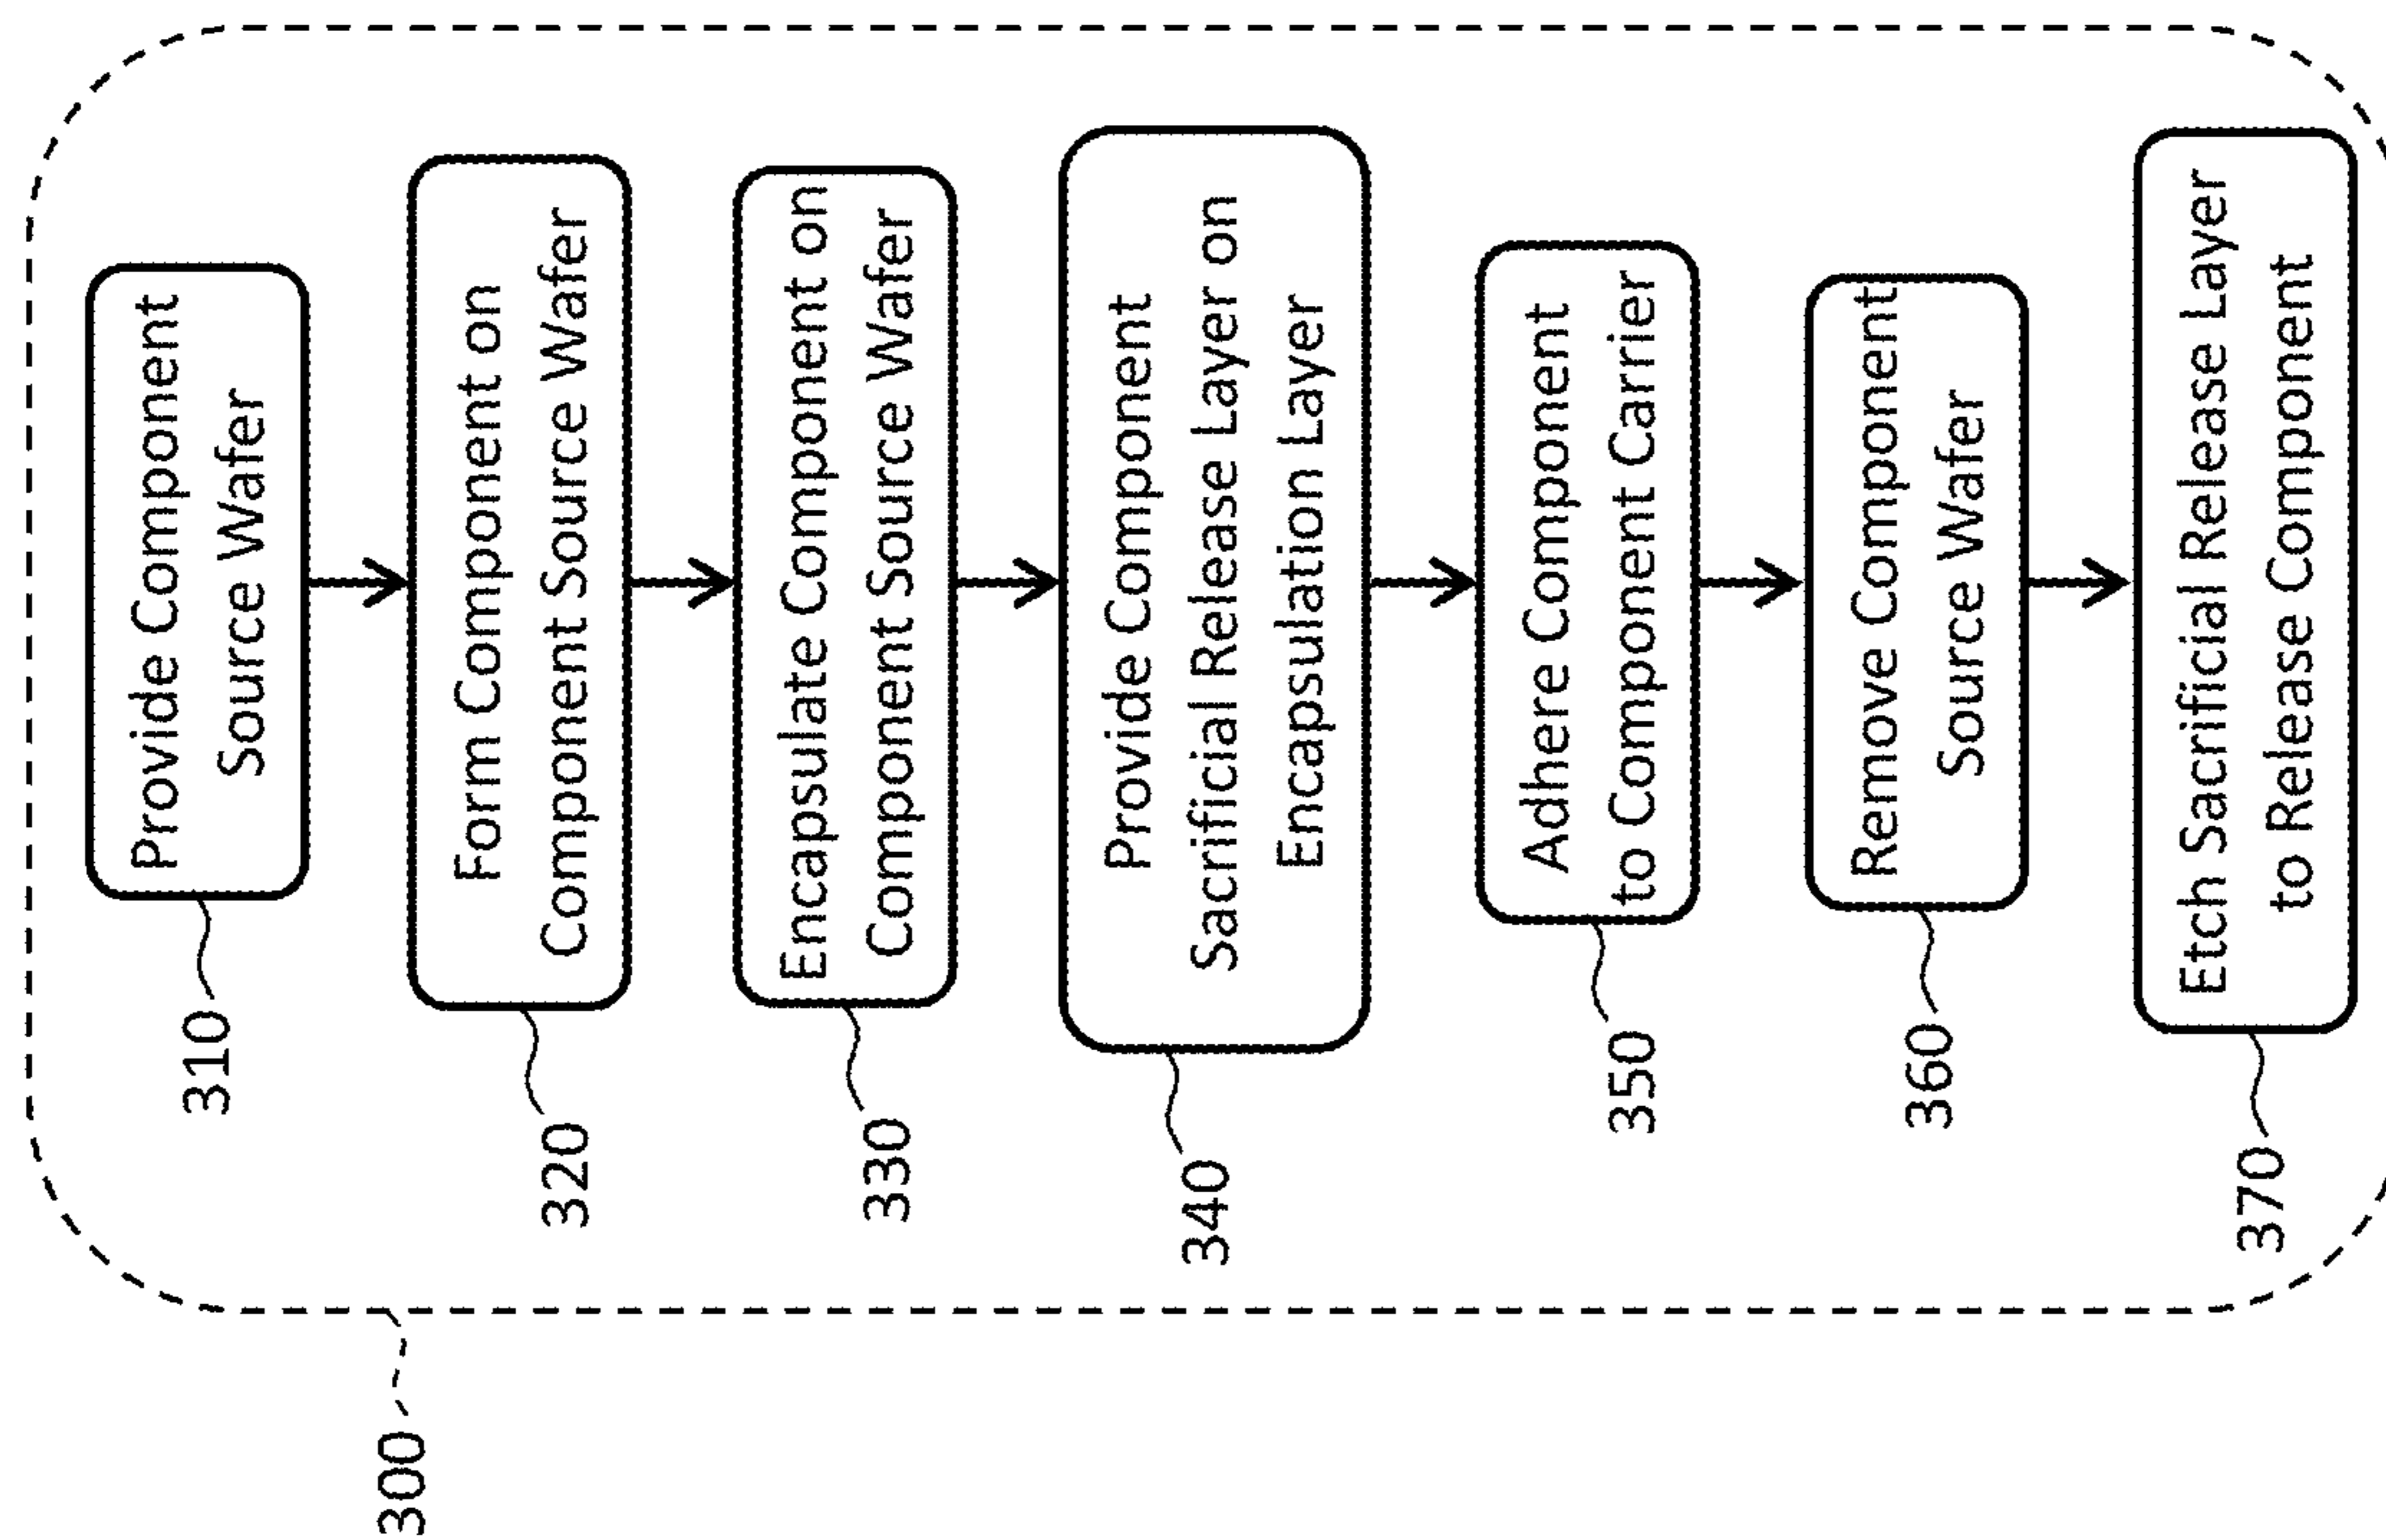 300
310
Provide Component
Source Wafer
320
Form Component on
Component Source Wafer
330
Encapsulate Component on
Component Source Wafer
340
Provide Component
Sacrificial Release Layer on
Encapsulation Layer
350
Adhere Component
to Component Carrier
360
Remove Component
Source Wafer
370
Etch Sacrificial Release Layer
to Release Component